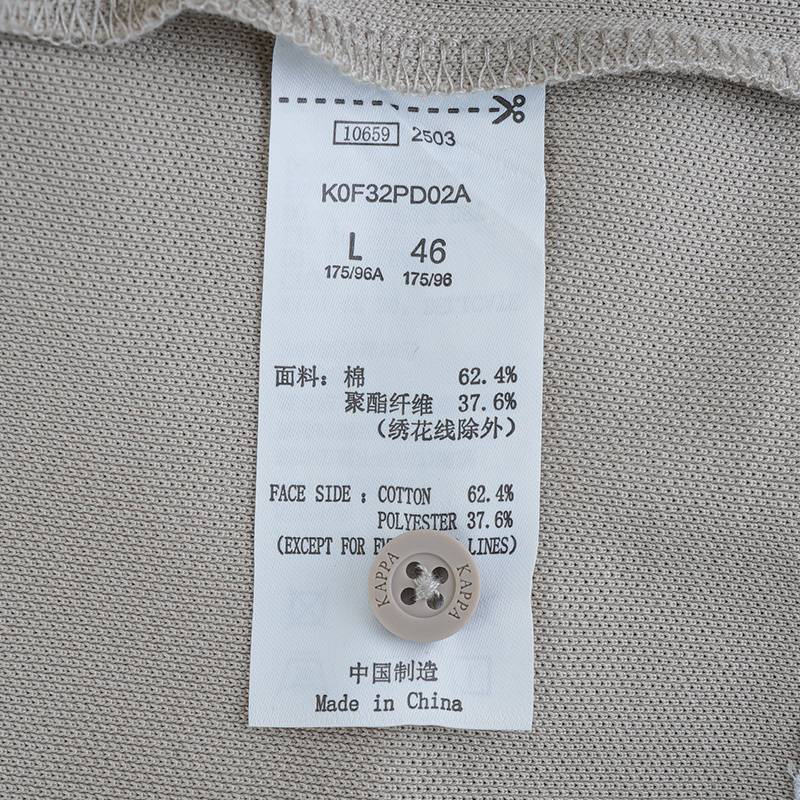 10659 2503
K0F32PD02A
L 46
175/96A 175/96
面料：棉 62.4%
聚酯纤维 37.6%
（绣花线除外）
FACE SIDE : COTTON 62.4%
POLYESTER 37.6%
(EXCEPT FOR LINES)
KAPPA KAPPA
中国制造
Made in China